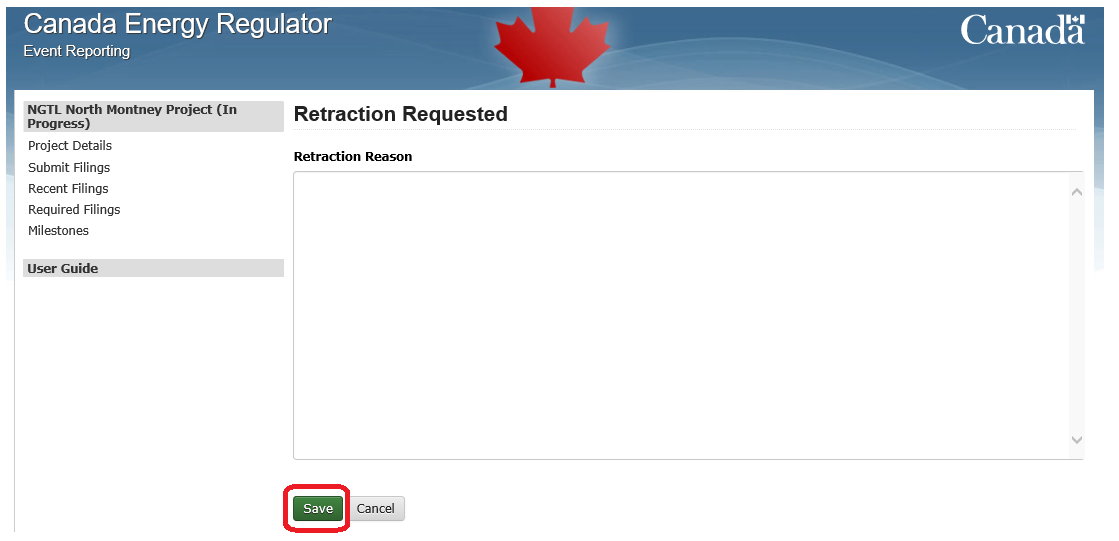 Canada Energy Regulator
Event Reporting
Canada
NGTL North Montney Project (In
Progress)
Project Details
Submit Filings
Recent Filings
Required Filings
Milestones
User Guide
Retraction Requested
Retraction Reason
Save
Cancel